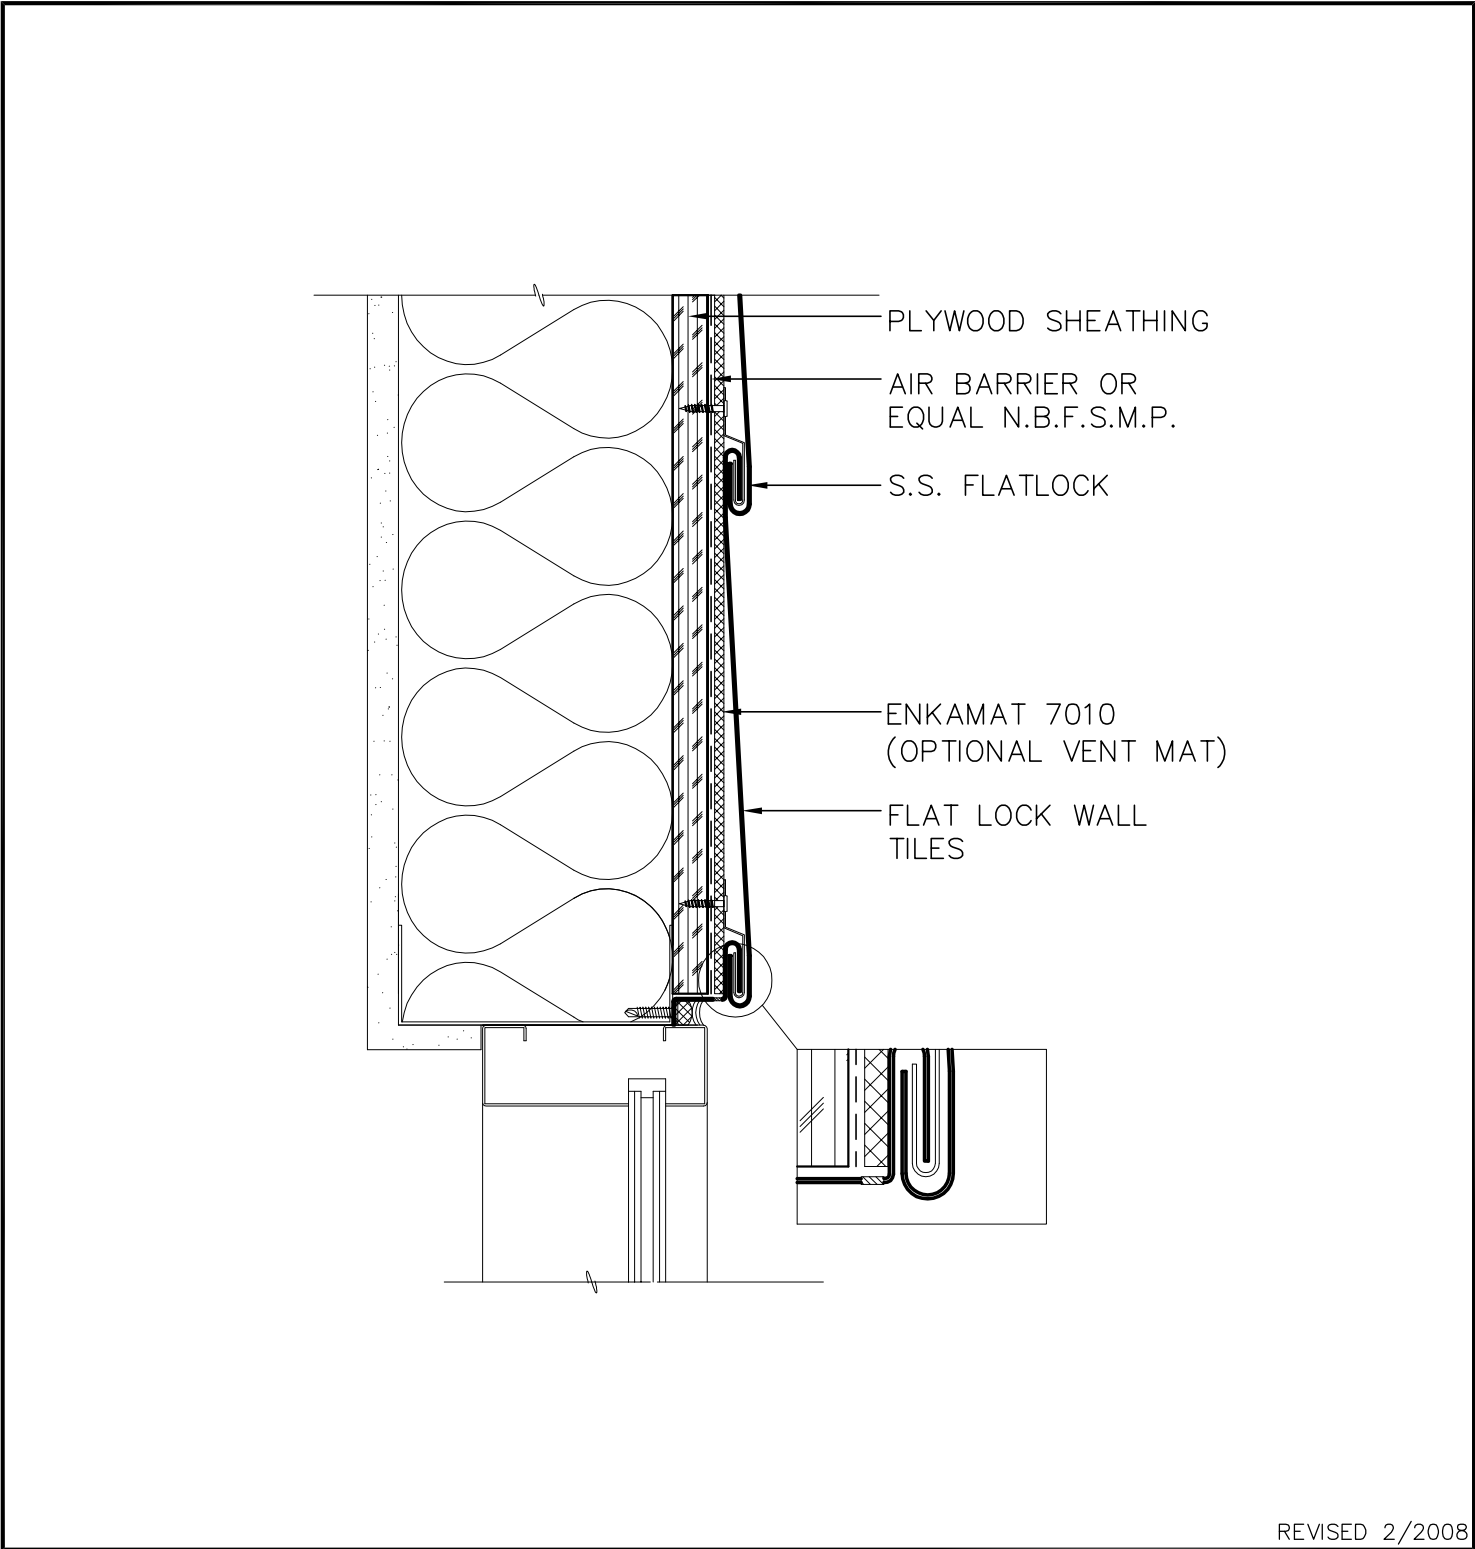 PLYWOOD SHEATHING
AIR BARRIER OR
EQUAL N.B.F.S.M.P.
S.S. FLATLOCK
ENKAMAT 7010
(OPTIONAL VENT MAT)
FLAT LOCK WALL
TILES
REVISED 2/2008